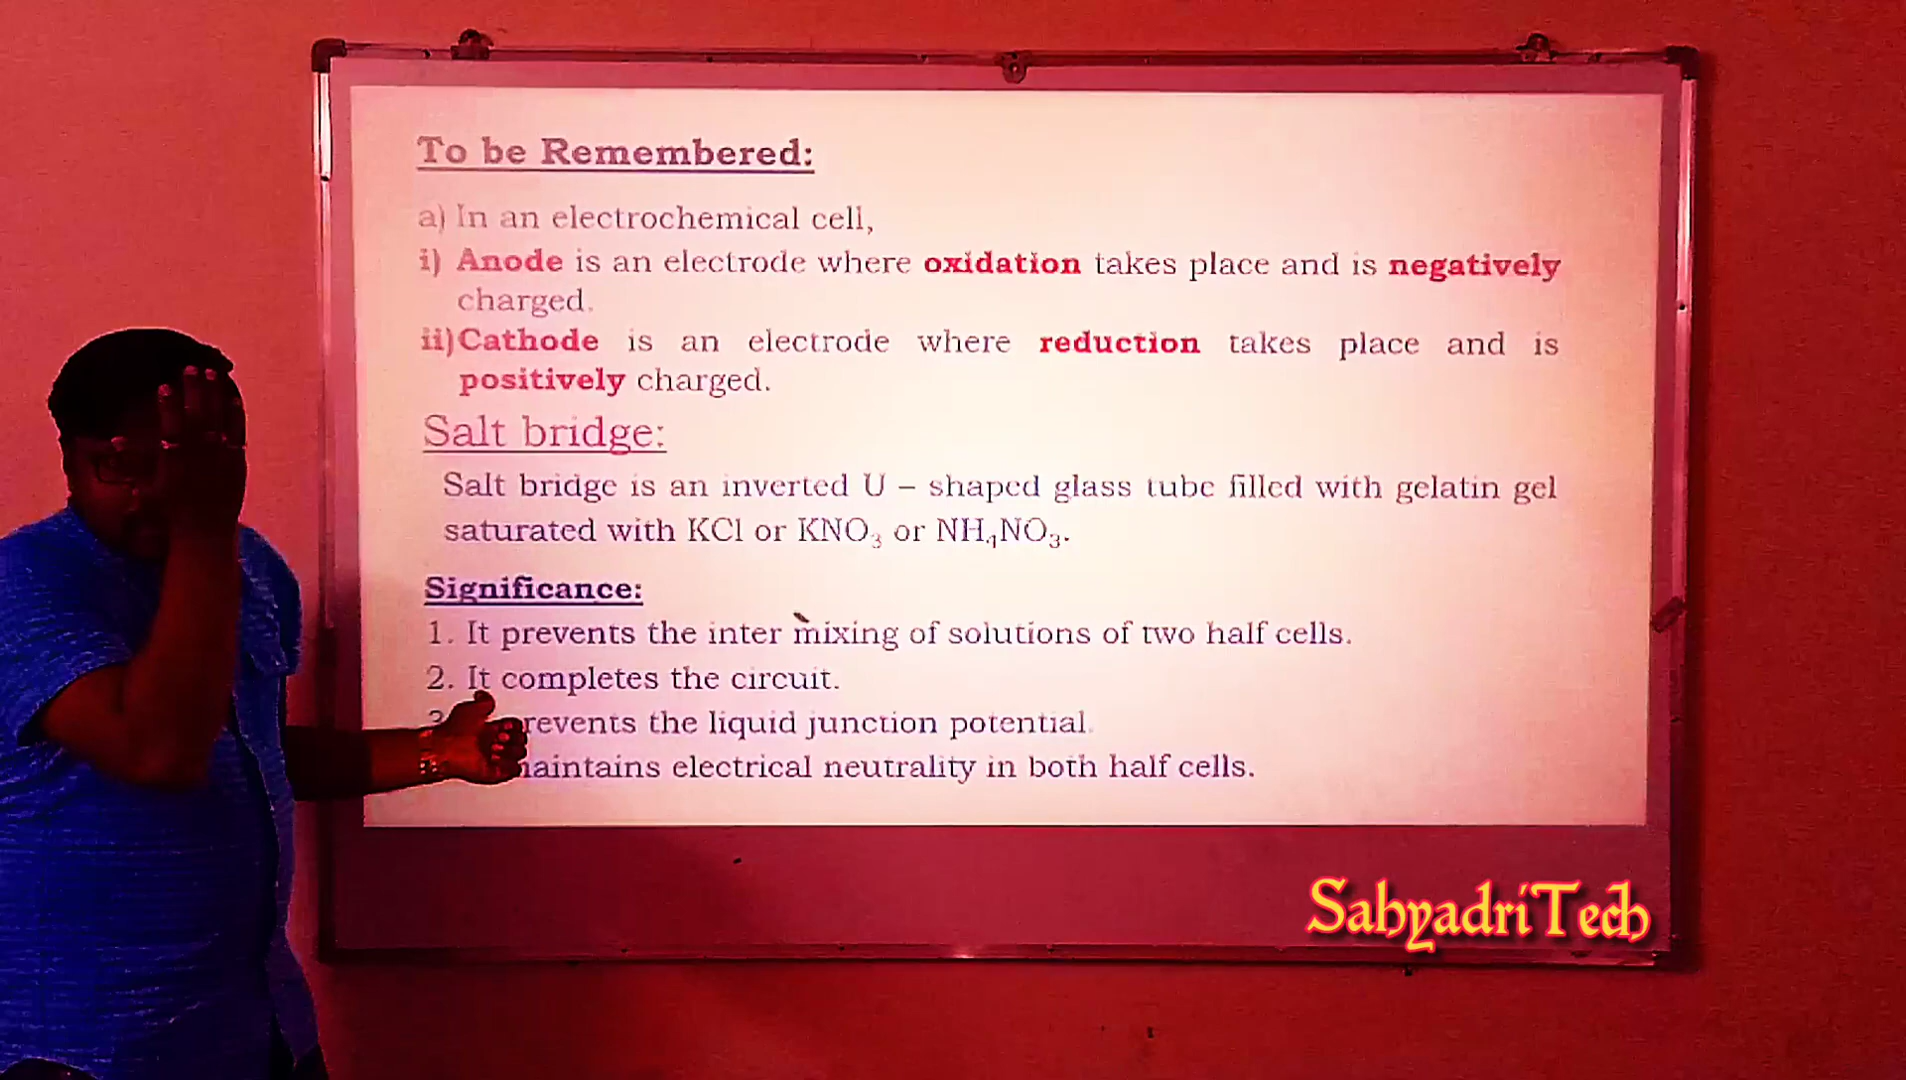 To be Remembered:
a) In an electrochemical cell,
i) Anode is an electrode where oxidation takes place and is negatively
charged.
ii)Cathode is an electrode where reduction takes place and is
positively charged.
Salt bridge:
Salt bridge is an inverted U – shaped glass tube filled with gelatin gel
saturated with KCl or KNO₃ or NH₄NO₃.
Significance:
1. It prevents the inter mixing of solutions of two half cells.
2. It completes the circuit.
revents the liquid junction potential.
aintains electrical neutrality in both half cells.
SahyadriTech